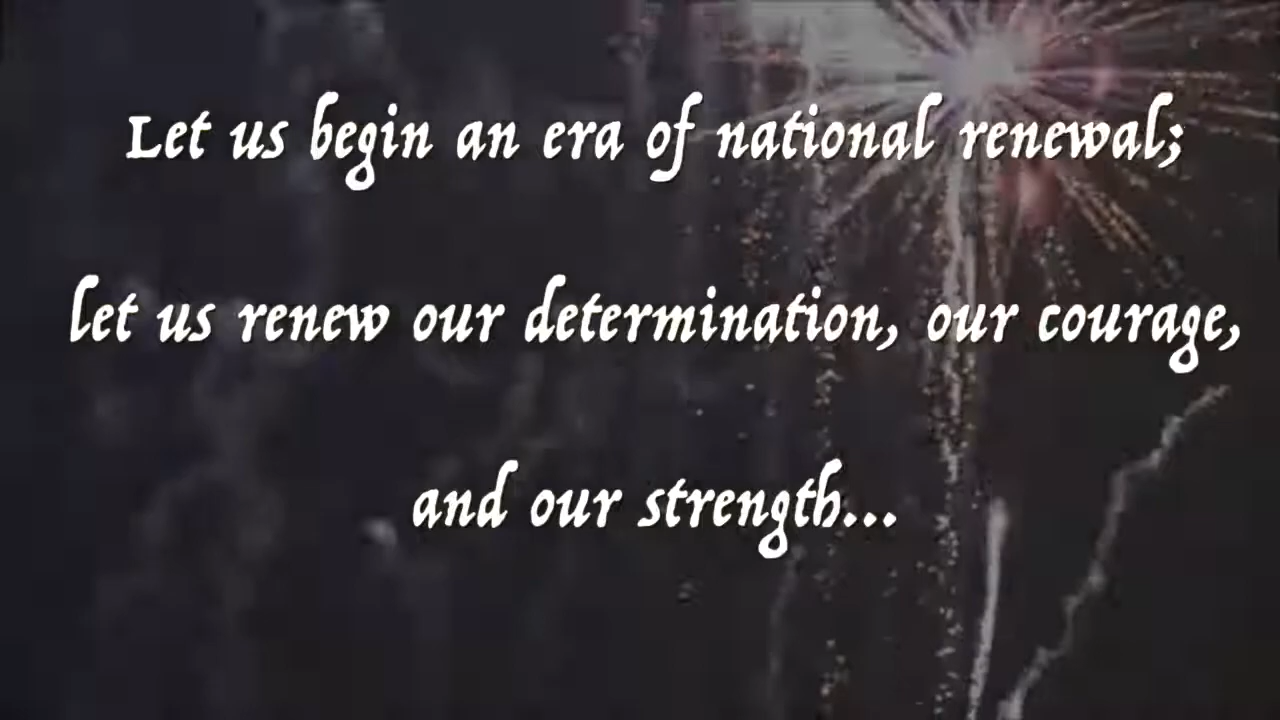 Let us begin an era of national renewal;
let us renew our determination, our courage,
and our strength...